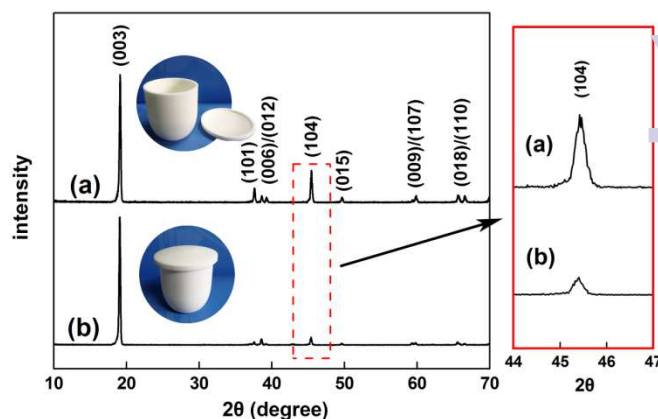 (003)
(101)
(006)/(012)
(104)
(015)
(009)/(107)
(018)/(110)
(a)
(b)
intensity
10 20 30 40 50 60 70
2θ (degree)
(104)
(a)
(b)
44 45 46 47
2θ